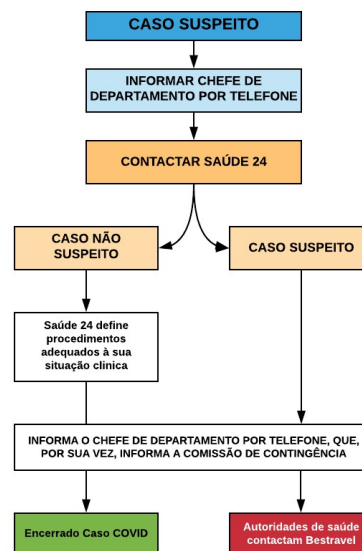 CASO SUSPEITO
INFORMAR CHEFE DE
DEPARTAMENTO POR TELEFONE
CONTACTAR SAÚDE 24
CASO NÃO
SUSPEITO
CASO SUSPEITO
Saúde 24 define
procedimentos
adequados à sua
situação clinica
INFORMA O CHEFE DE DEPARTAMENTO POR TELEFONE, QUE,
POR SUA VEZ, INFORMA A COMISSÃO DE CONTINGÊNCIA
Encerrado Caso COVID
Autoridades de saúde
contactam Bestravel